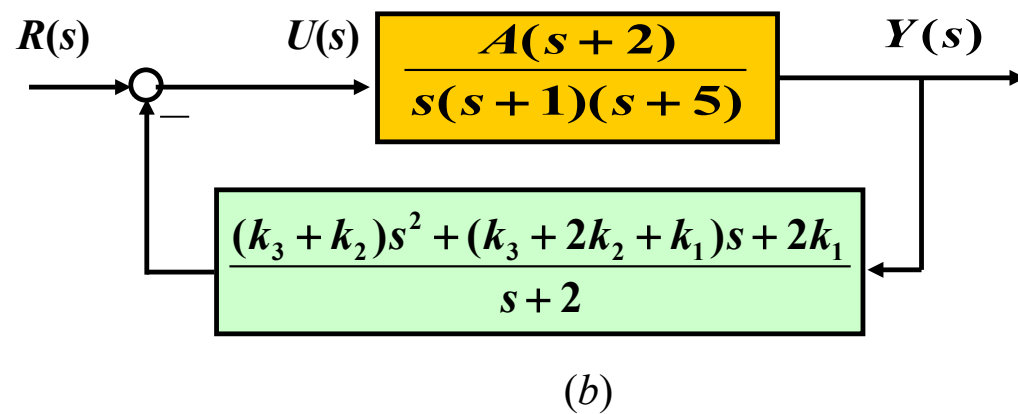 R(s) U(s) Y(s)
A(s + 2)
s(s + 1)(s + 5)
−
(k₃ + k₂)s² + (k₃ + 2k₂ + k₁)s + 2k₁
s + 2
(b)